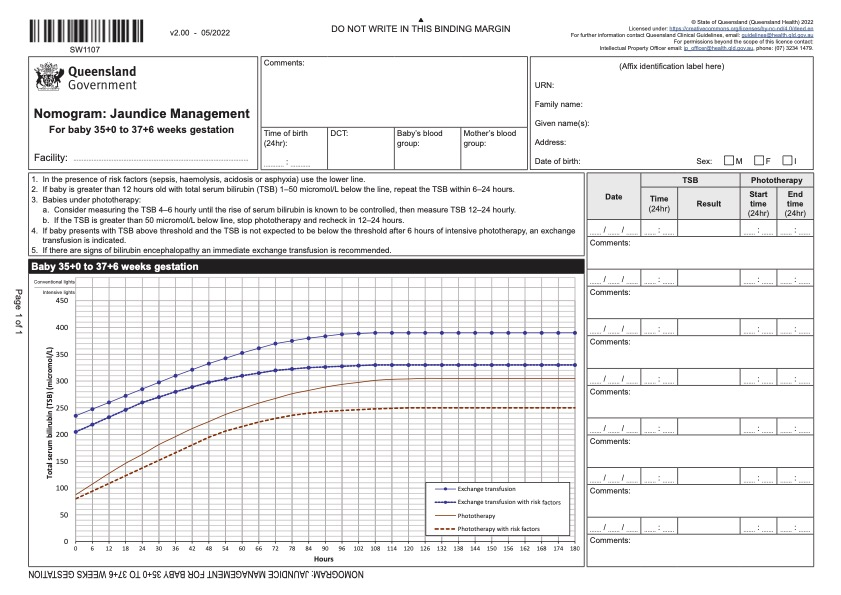 SW1107
v2.00 - 05/2022
DO NOT WRITE IN THIS BINDING MARGIN
© State of Queensland (Queensland Health) 2022
Licensed under: https://creativecommons.org/licenses/by-nc-nd/4.0/deed.en
For further information contact Queensland Clinical Guidelines, email: guidelines@health.qld.gov.au
For permissions beyond the scope of this licence contact:
Intellectual Property Officer email: ip_officer@health.qld.gov.au, phone: (07) 3234 1479.
Queensland
Government
Nomogram: Jaundice Management
For baby 35+0 to 37+6 weeks gestation
Facility:
Comments:
Time of birth
(24hr):
:
DCT:
Baby's blood
group:
Mother's blood
group:
(Affix identification label here)
URN:
Family name:
Given name(s):
Address:
Date of birth:
Sex: M F I
1. In the presence of risk factors (sepsis, haemolysis, acidosis or asphyxia) use the lower line.
2. If baby is greater than 12 hours old with total serum bilirubin (TSB) 1–50 micromol/L below the line, repeat the TSB within 6–24 hours.
3. Babies under phototherapy:
a. Consider measuring the TSB 4–6 hourly until the rise of serum bilirubin is known to be controlled, then measure TSB 12–24 hourly.
b. If the TSB is greater than 50 micromol/L below line, stop phototherapy and recheck in 12–24 hours.
4. If baby presents with TSB above threshold and the TSB is not expected to be below the threshold after 6 hours of intensive phototherapy, an exchange
transfusion is indicated.
5. If there are signs of bilirubin encephalopathy an immediate exchange transfusion is recommended.
Baby 35+0 to 37+6 weeks gestation
Conventional lights
Intensive lights
Total serum bilirubin (TSB) (micromol/L)
450
400
350
300
250
200
150
100
50
0
Exchange transfusion
Exchange transfusion with risk factors
Phototherapy
Phototherapy with risk factors
0 6 12 18 24 30 36 42 48 54 60 66 72 78 84 90 96 102 108 114 120 126 132 138 144 150 156 162 168 174 180
Hours
Date
TSB
Phototherapy
Time
(24hr)
Result
Start
time
(24hr)
End
time
(24hr)
/ / : : :
Comments:
/ / : : :
Comments:
/ / : : :
Comments:
/ / : : :
Comments:
/ / : : :
Comments:
/ / : : :
Comments:
/ / : : :
Comments:
Page 1 of 1
NOMOGRAM: JAUNDICE MANAGEMENT FOR BABY 35+0 TO 37+6 WEEKS GESTATION